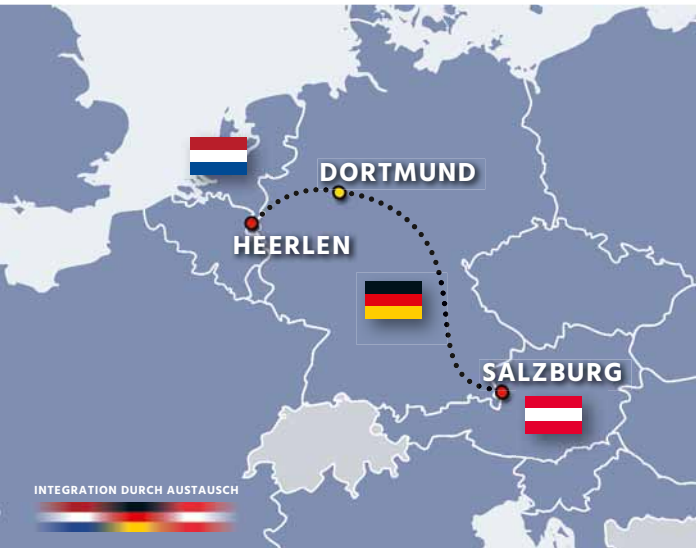 DORTMUND
HEERLEN
SALZBURG
INTEGRATION DURCH AUSTAUSCH